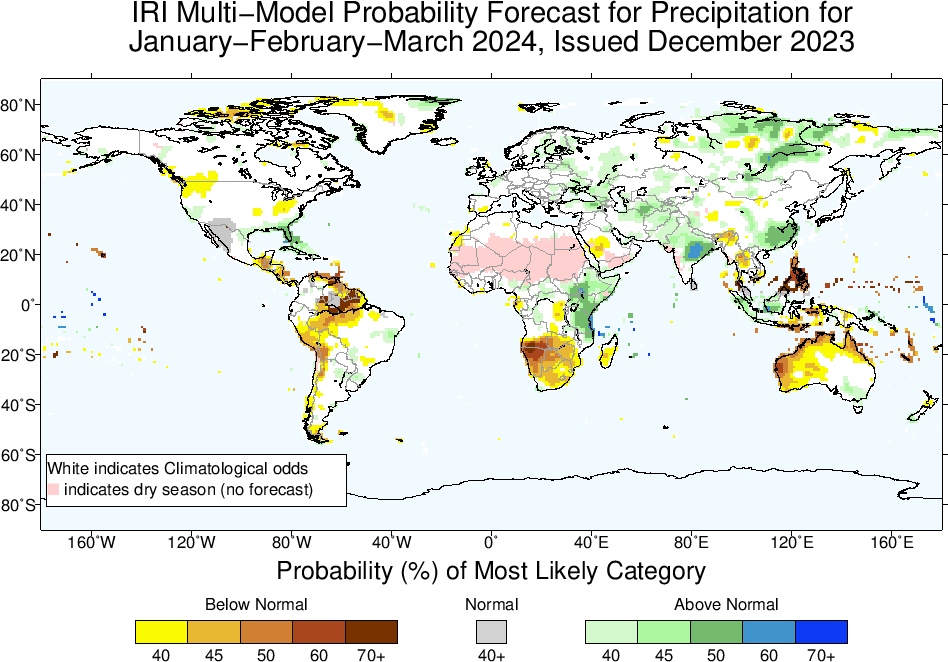 IRI Multi−Model Probability Forecast for Precipitation for
January−February−March 2024, Issued December 2023
80˚N
60˚N
40˚N
20˚N
0˚
20˚S
40˚S
60˚S
80˚S
White indicates Climatological odds
indicates dry season (no forecast)
160˚W 120˚W 80˚W 40˚W 0˚ 40˚E 80˚E 120˚E 160˚E
Probability (%) of Most Likely Category
Below Normal Normal Above Normal
40 45 50 60 70+ 40+ 40 45 50 60 70+